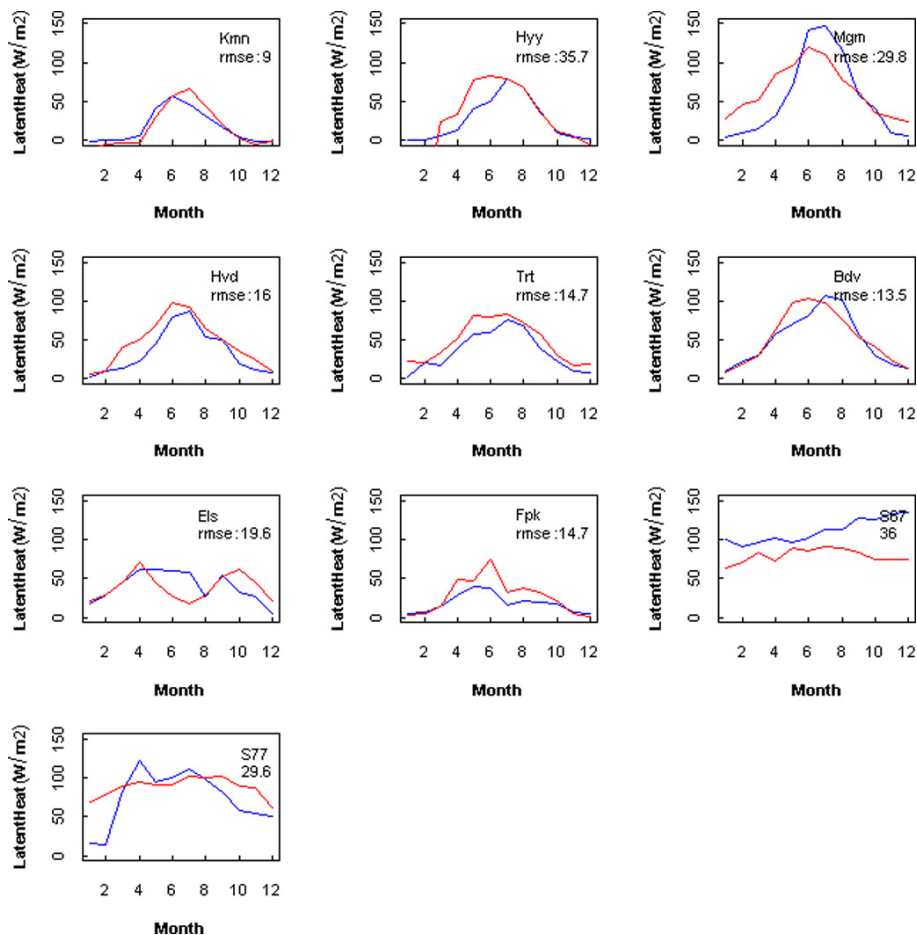 LatentHeat(W/m2)
150
100
50
0
Kmn
rmse:9
2 4 6 8 10 12
Month
LatentHeat(W/m2)
150
100
50
0
Hyy
rmse:35.7
2 4 6 8 10 12
Month
LatentHeat(W/m2)
150
100
50
0
Mgm
rmse:29.8
2 4 6 8 10 12
Month
LatentHeat(W/m2)
150
100
50
0
Hvd
rmse:16
2 4 6 8 10 12
Month
LatentHeat(W/m2)
150
100
50
0
Trt
rmse:14.7
2 4 6 8 10 12
Month
LatentHeat(W/m2)
150
100
50
0
Bdv
rmse:13.5
2 4 6 8 10 12
Month
LatentHeat(W/m2)
150
100
50
0
Els
rmse:19.6
2 4 6 8 10 12
Month
LatentHeat(W/m2)
150
100
50
0
Fpk
rmse:14.7
2 4 6 8 10 12
Month
LatentHeat(W/m2)
150
100
50
0
S67
36
2 4 6 8 10 12
Month
LatentHeat(W/m2)
150
100
50
0
S77
29.6
2 4 6 8 10 12
Month